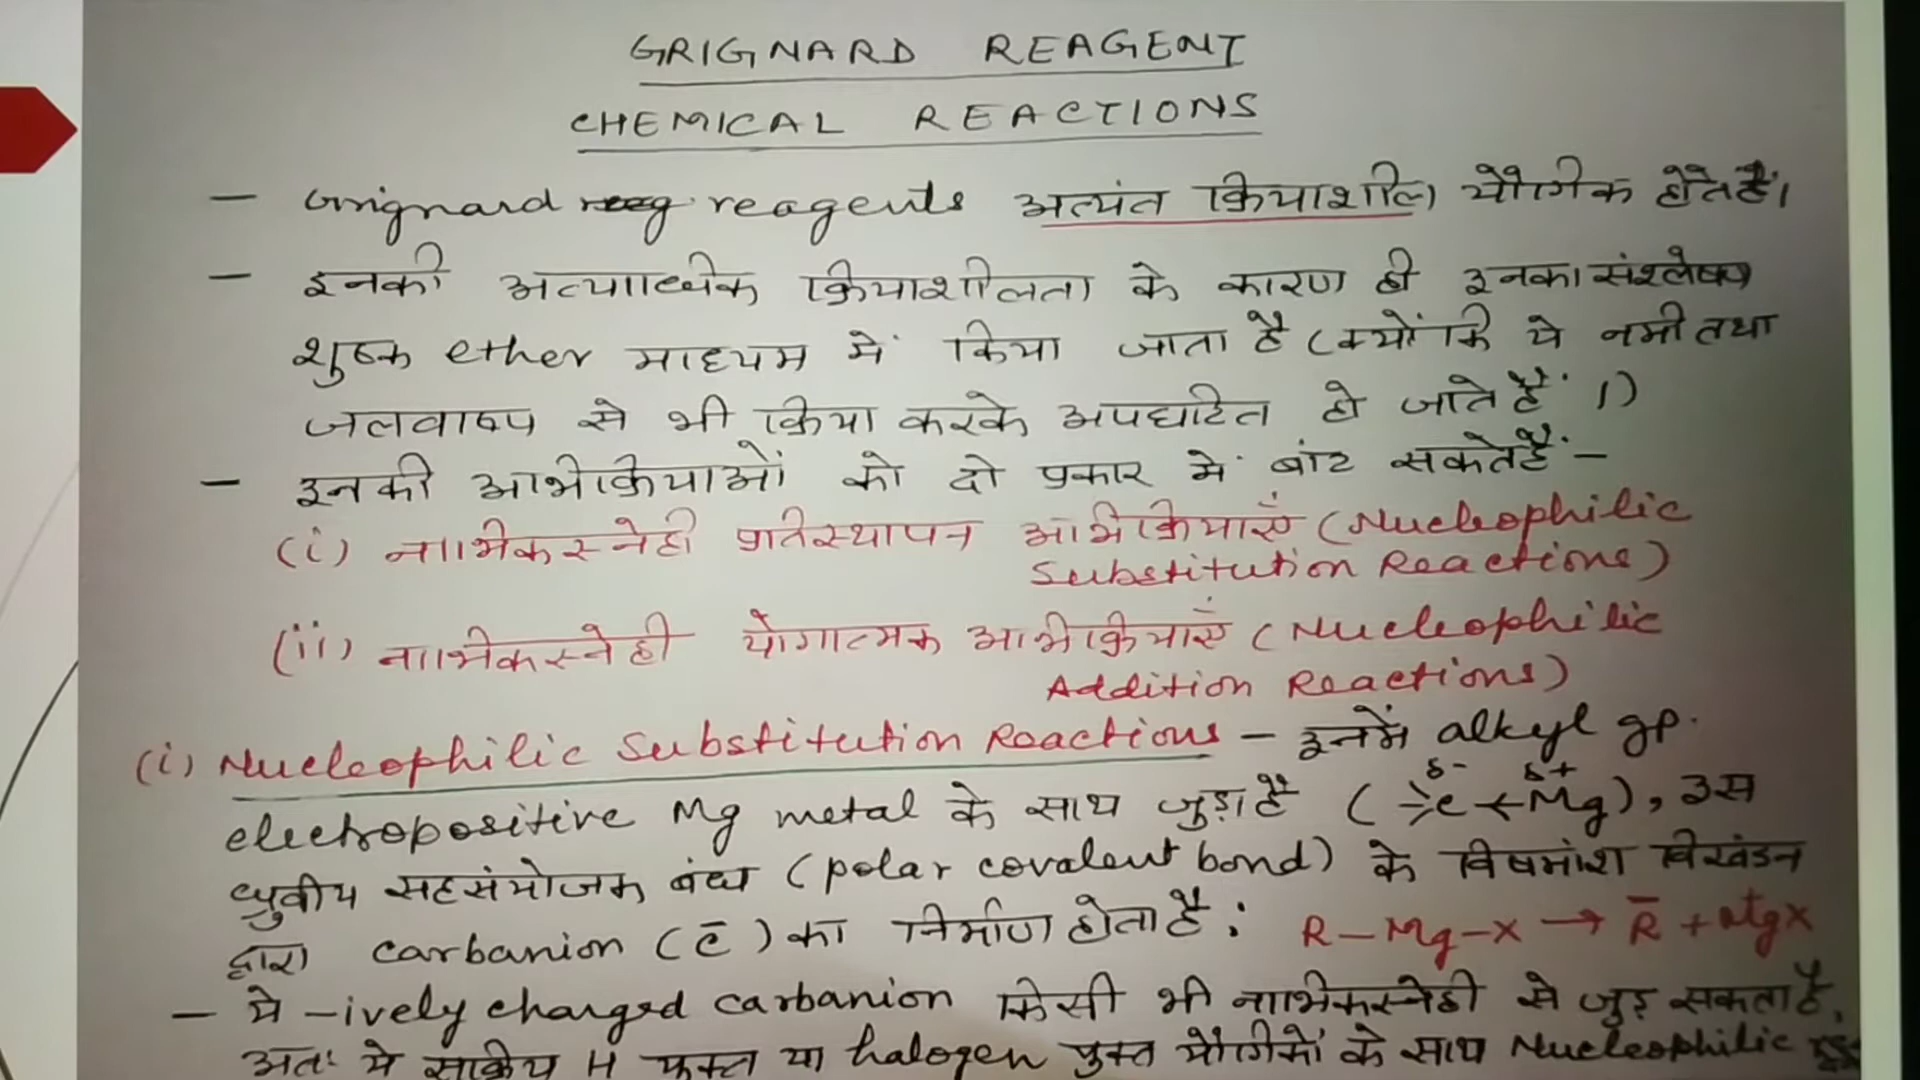 GRIGNARD REAGENT
CHEMICAL REACTIONS
- Grignard reagents अत्यंत क्रियाशील यौगिक होते हैं।
- इनकी अत्याधिक क्रियाशीलता के कारण ही इनका संश्लेषण
शुष्क ether माध्यम में किया जाता है (क्योंकि ये नमी तथा
जलवाष्प से भी क्रिया करके अपघटित हो जाते हैं।)
- इनकी अभिक्रियाओं को दो प्रकार में बांट सकते हैं -
(i) नाभिकस्नेही प्रतिस्थापन अभिक्रियाएँ (Nucleophilic
Substitution Reactions)
(ii) नाभिकस्नेही योगात्मक अभिक्रियाएँ (Nucleophilic
Addition Reactions)
(i) Nucleophilic Substitution Reactions - इनमें alkyl gp.
electropositive Mg metal के साथ जुड़ा है (C^δ- ← Mg^δ+), उस
ध्रुवीय सहसंयोजक बंध (polar covalent bond) के विषमांश विखंडन
द्वारा carbanion (c̄) का निर्माण होता है: R-Mg-X → R̄ + M⁺gX
- ये -ively charged carbanion किसी भी नाभिकस्नेही से जुड़ सकता है,
अतः ये सक्रिय H युक्त या halogen युक्त यौगिकों के साथ Nucleophilic